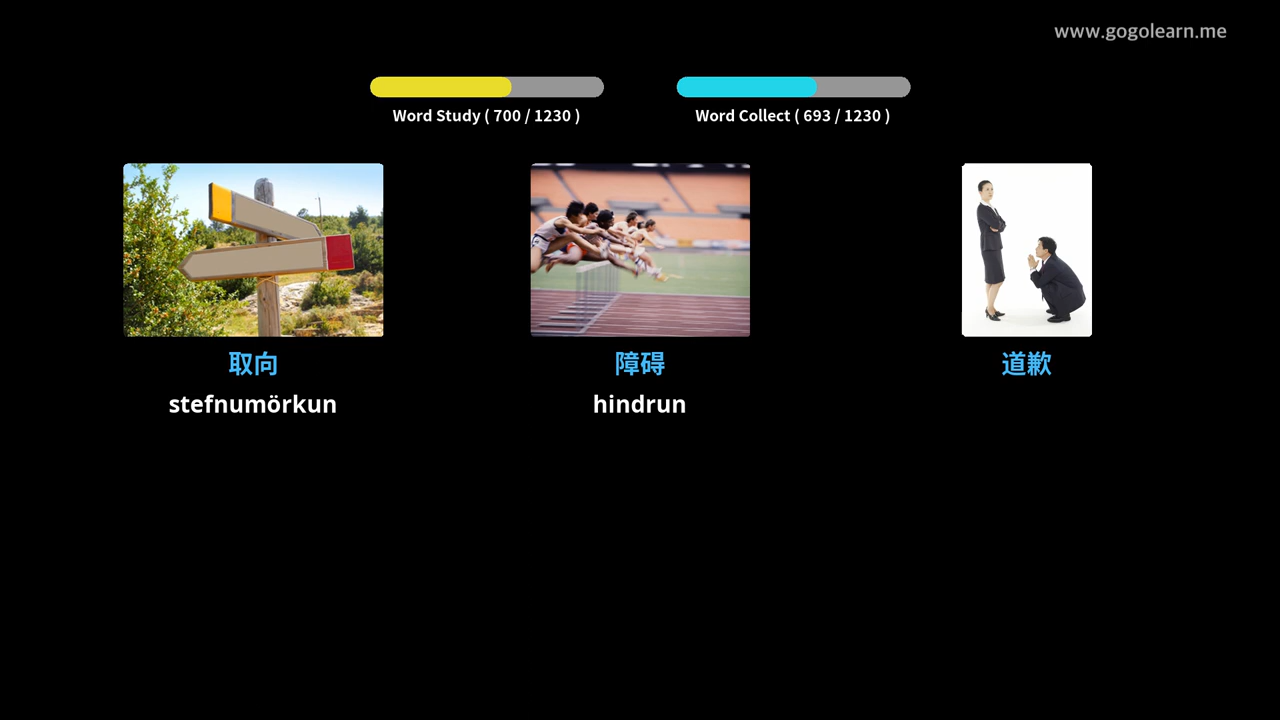 www.gogolearn.me
Word Study ( 700 / 1230 )
Word Collect ( 693 / 1230 )
取向
障碍
道歉
stefnumörkun
hindrun